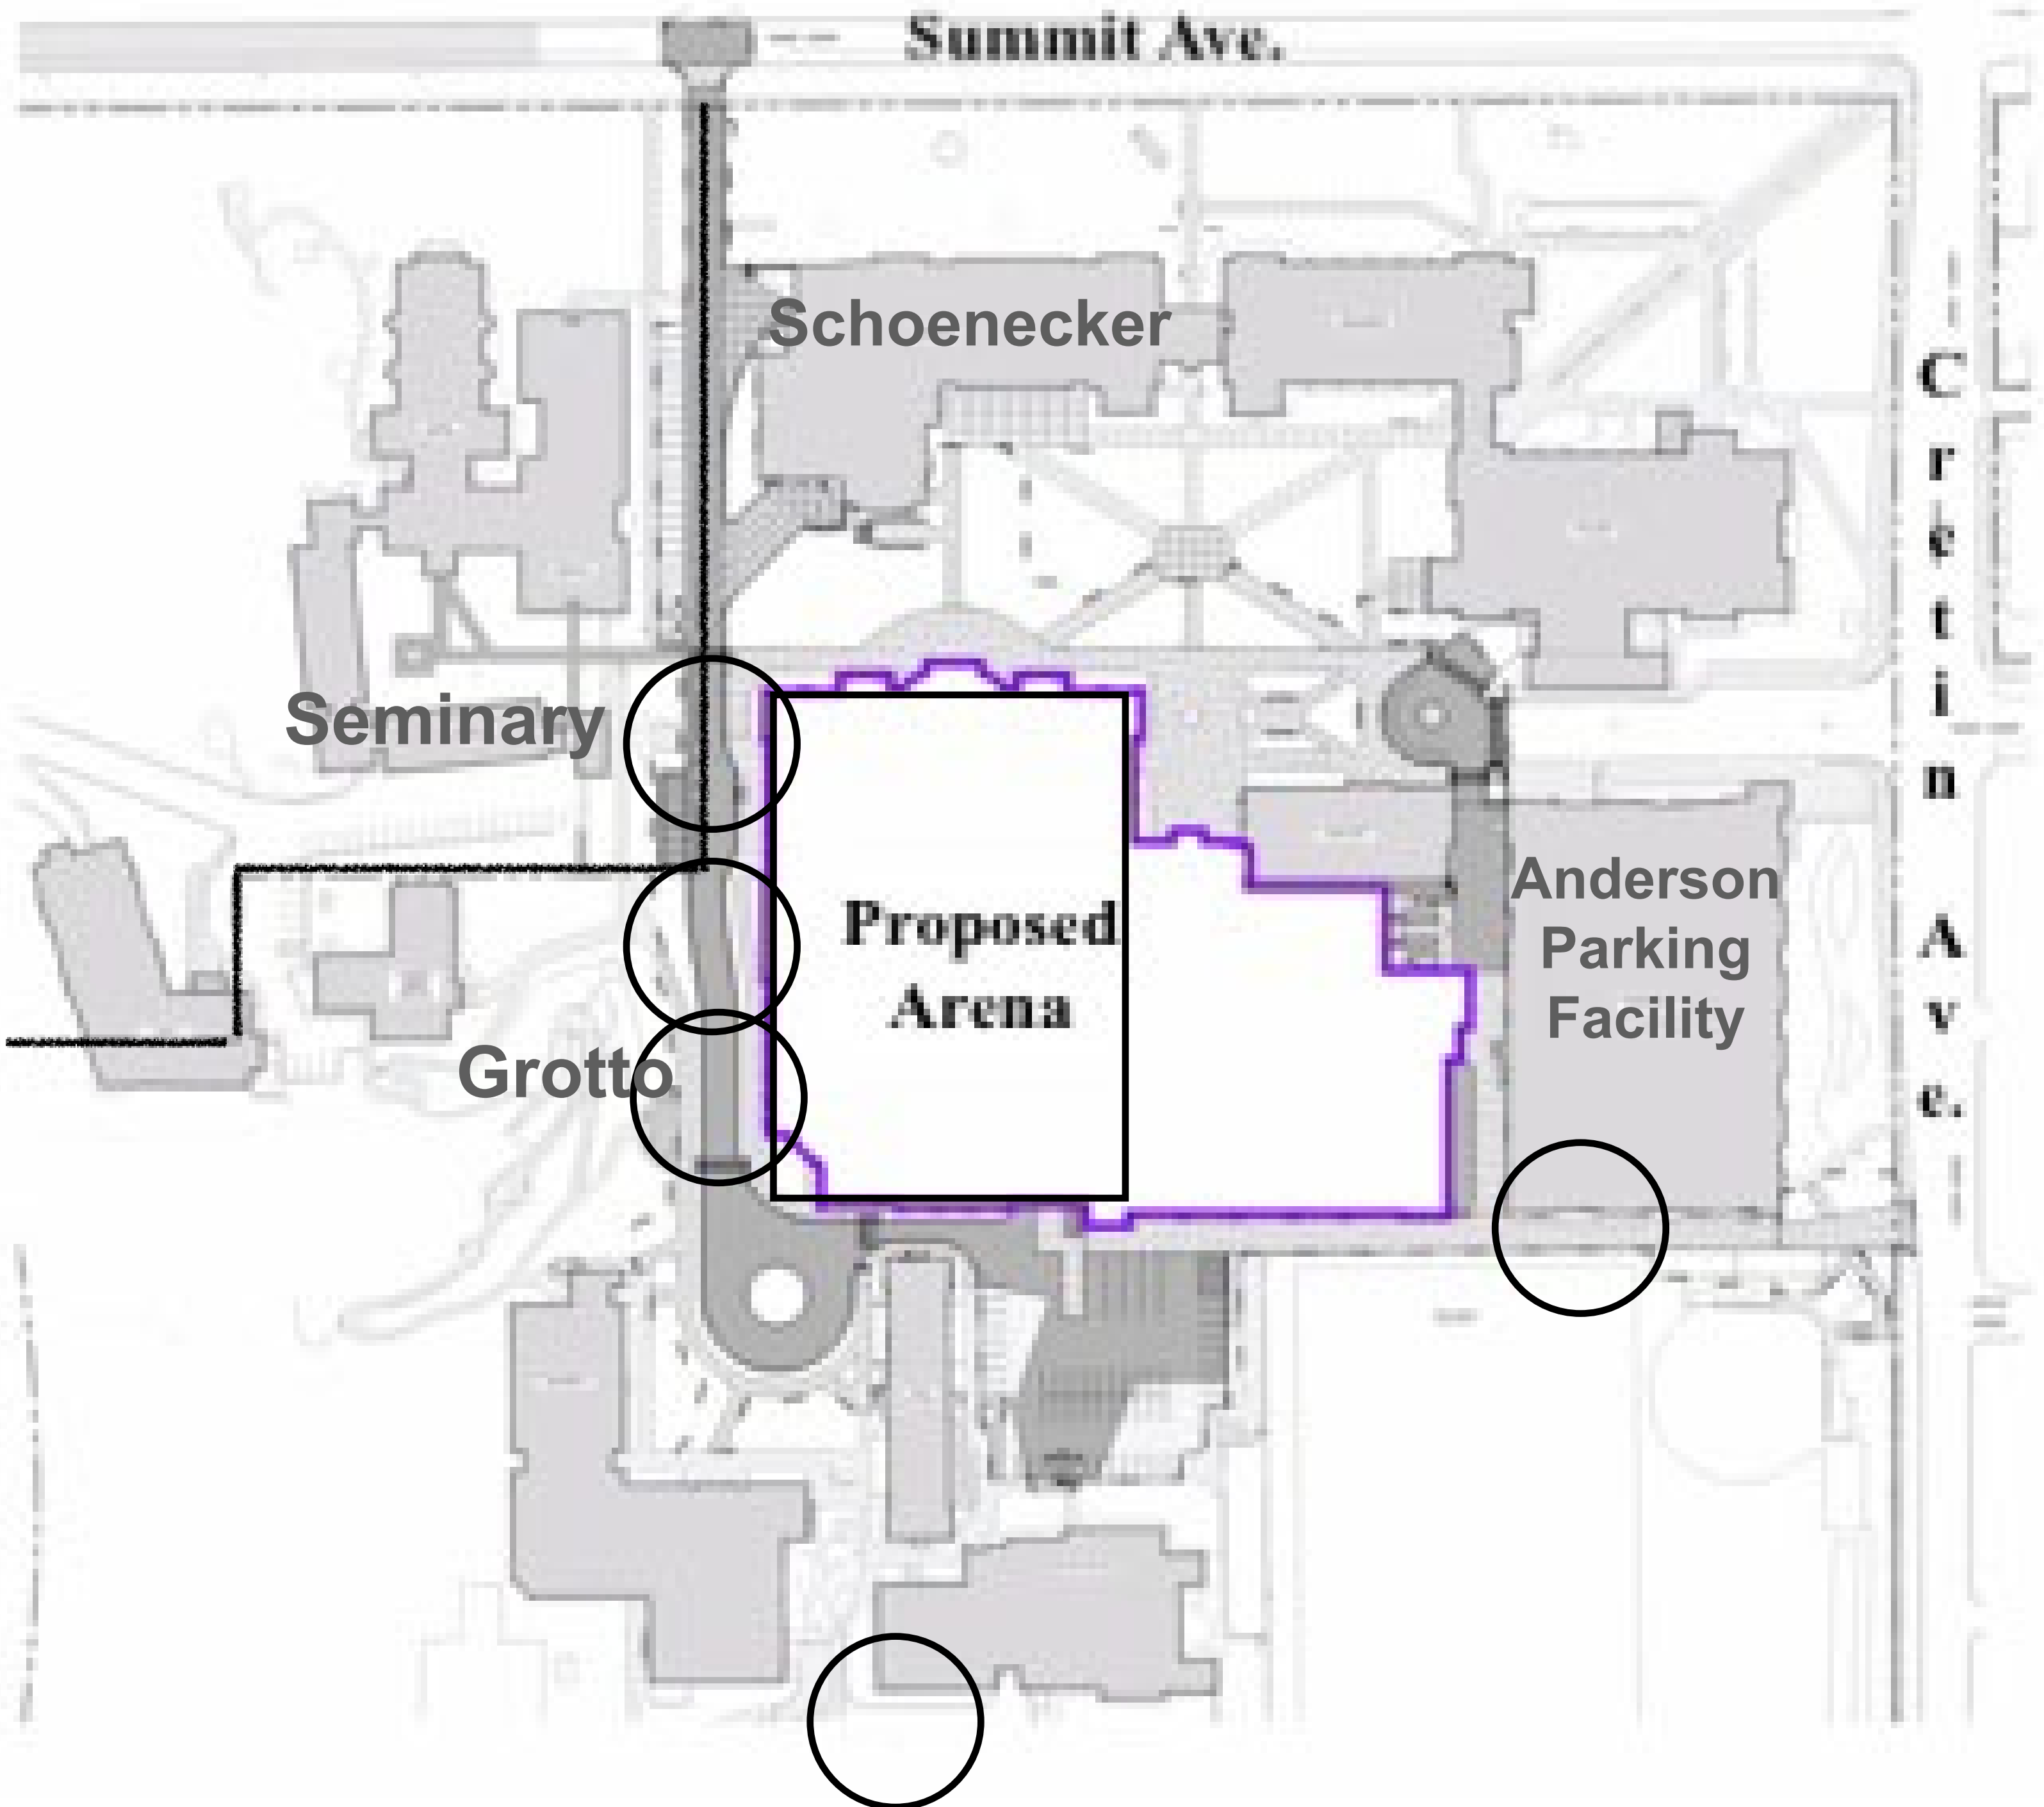 Summit Ave.
Schoenecker
Cretin Ave.
Seminary
Proposed
Arena
Anderson
Parking
Facility
Grotto